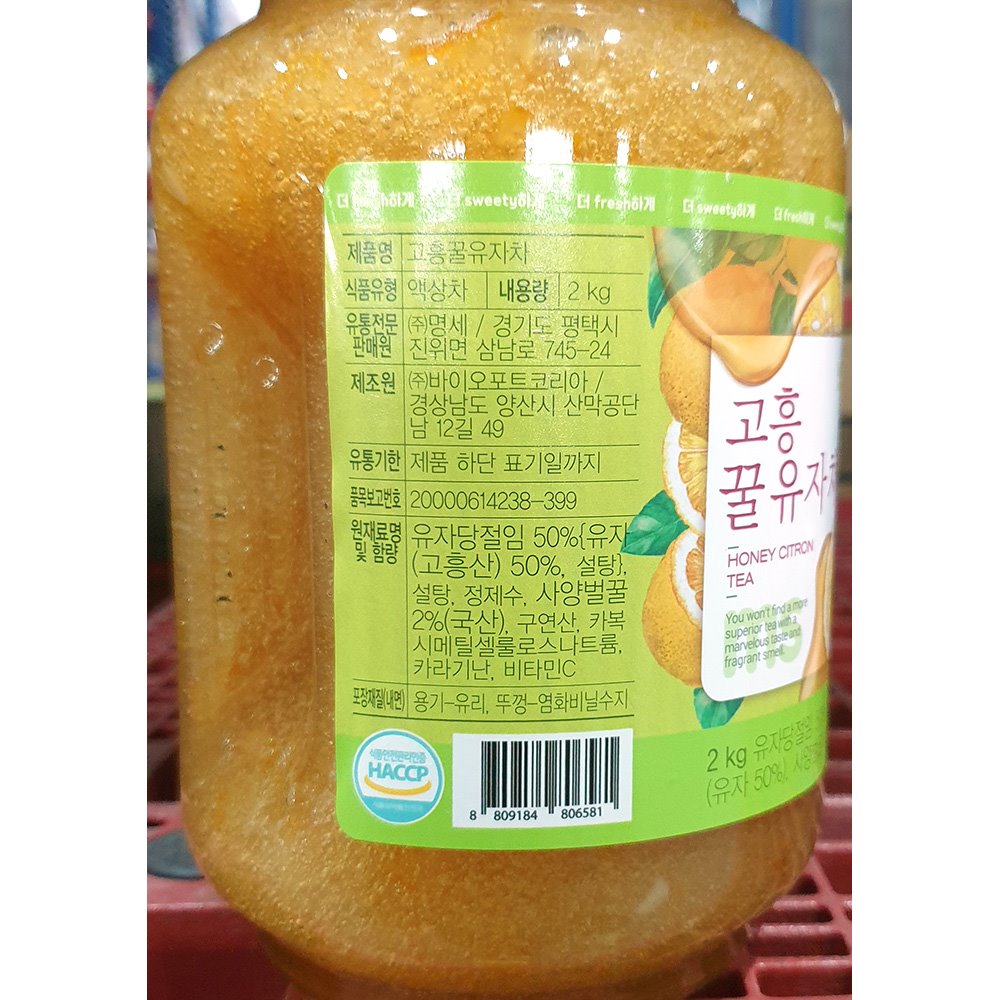 더 fresh하게 더 sweety하게 더 fresh하게 더 sweety하게 더 fresh하게
제품명 고흥꿀유자차
식품유형 액상차 내용량 2 kg
유통전문판매원 ㈜명세 / 경기도 평택시
진위면 삼남로 745-24
제조원 ㈜바이오포트코리아 /
경상남도 양산시 산막공단
남 12길 49
유통기한 제품 하단 표기일까지
품목보고번호 20000614238-399
원재료명 및 함량 유자당절임 50%{유자
(고흥산) 50%, 설탕},
설탕, 정제수, 사양벌꿀
2%(국산), 구연산, 카복
시메틸셀룰로스나트륨,
카라기난, 비타민C
포장재질(내면) 용기-유리, 뚜껑-염화비닐수지
식품안전관리인증
HACCP
8 809184 806581
고흥
꿀유자
HONEY CITRON
TEA
You won't find a more
superior tea with a
marvelous taste and
fragrant smell.
2 kg 유자당절임
(유자 50%),